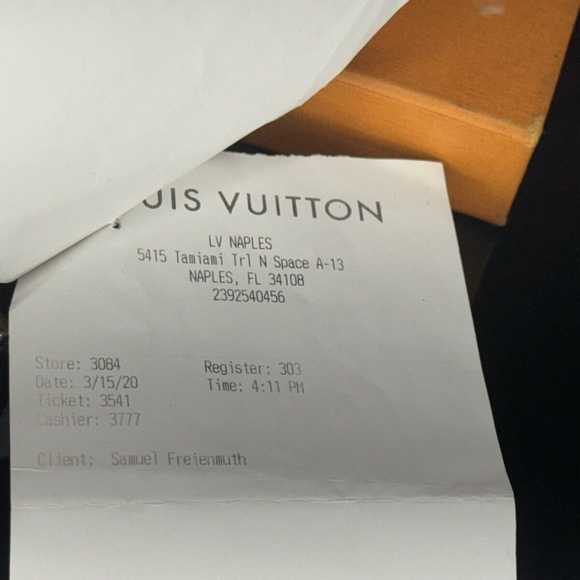 UIS VUITTON
LV NAPLES
5415 Tamiami Trl N Space A-13
NAPLES, FL 34108
2392540456
Store: 3084 Register: 303
Date: 3/15/20 Time: 4:11 PM
Ticket: 3541
Cashier: 3777
Client: Samuel Freienmuth